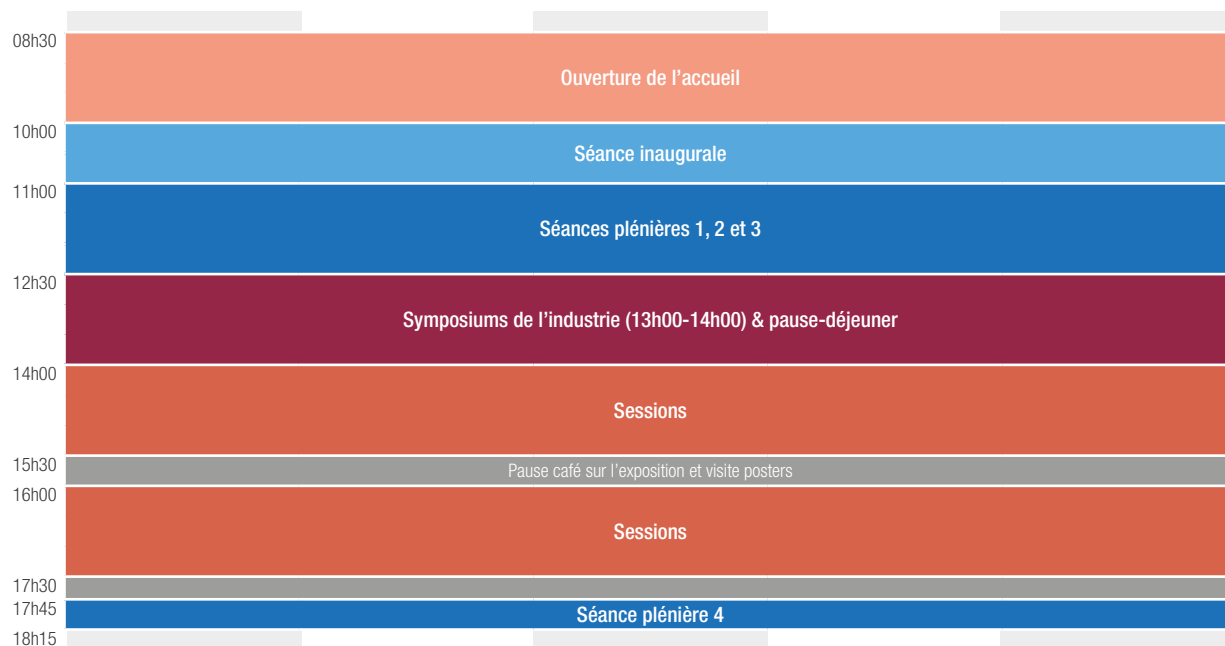 08h30
Ouverture de l'accueil
10h00
Séance inaugurale
11h00
Séances plénières 1, 2 et 3
12h30
Symposiums de l'industrie (13h00-14h00) & pause-déjeuner
14h00
Sessions
15h30
Pause café sur l'exposition et visite posters
16h00
Sessions
17h30
17h45
Séance plénière 4
18h15